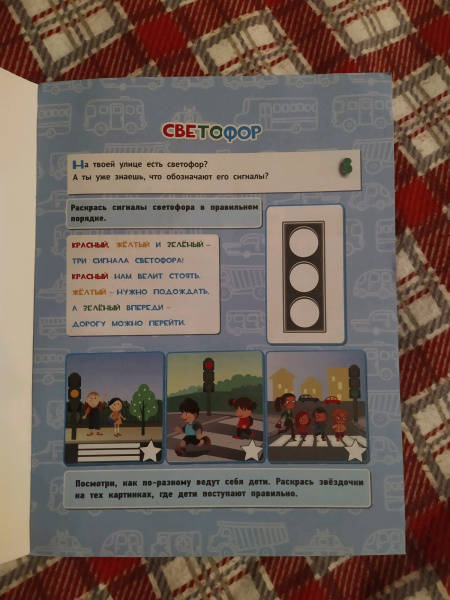 СВЕТОФОР
На твоей улице есть светофор?
А ты уже знаешь, что обозначают его сигналы?
Раскрась сигналы светофора в правильном
порядке.
КРАСНЫЙ, ЖЁЛТЫЙ И ЗЕЛЁНЫЙ –
ТРИ СИГНАЛА СВЕТОФОРА!
КРАСНЫЙ НАМ ВЕЛИТ СТОЯТЬ,
ЖЁЛТЫЙ – НУЖНО ПОДОЖДАТЬ,
А ЗЕЛЁНЫЙ ВПЕРЕДИ –
ДОРОГУ МОЖНО ПЕРЕЙТИ.
Посмотри, как по-разному ведут себя дети. Раскрась звёздочки
на тех картинках, где дети поступают правильно.